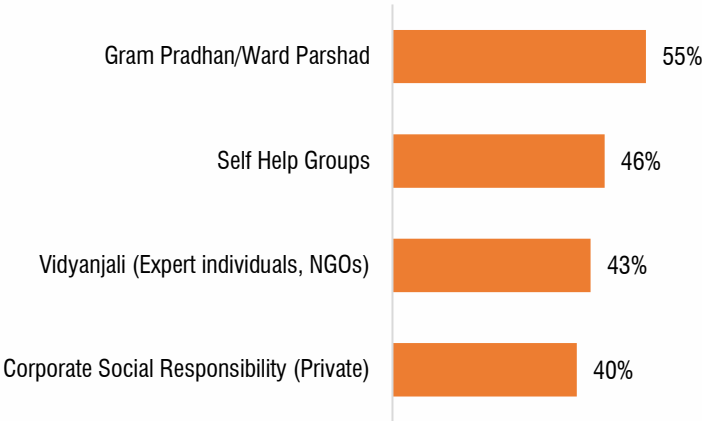 Gram Pradhan/Ward Parshad 55%
Self Help Groups 46%
Vidyanjali (Expert individuals, NGOs) 43%
Corporate Social Responsibility (Private) 40%